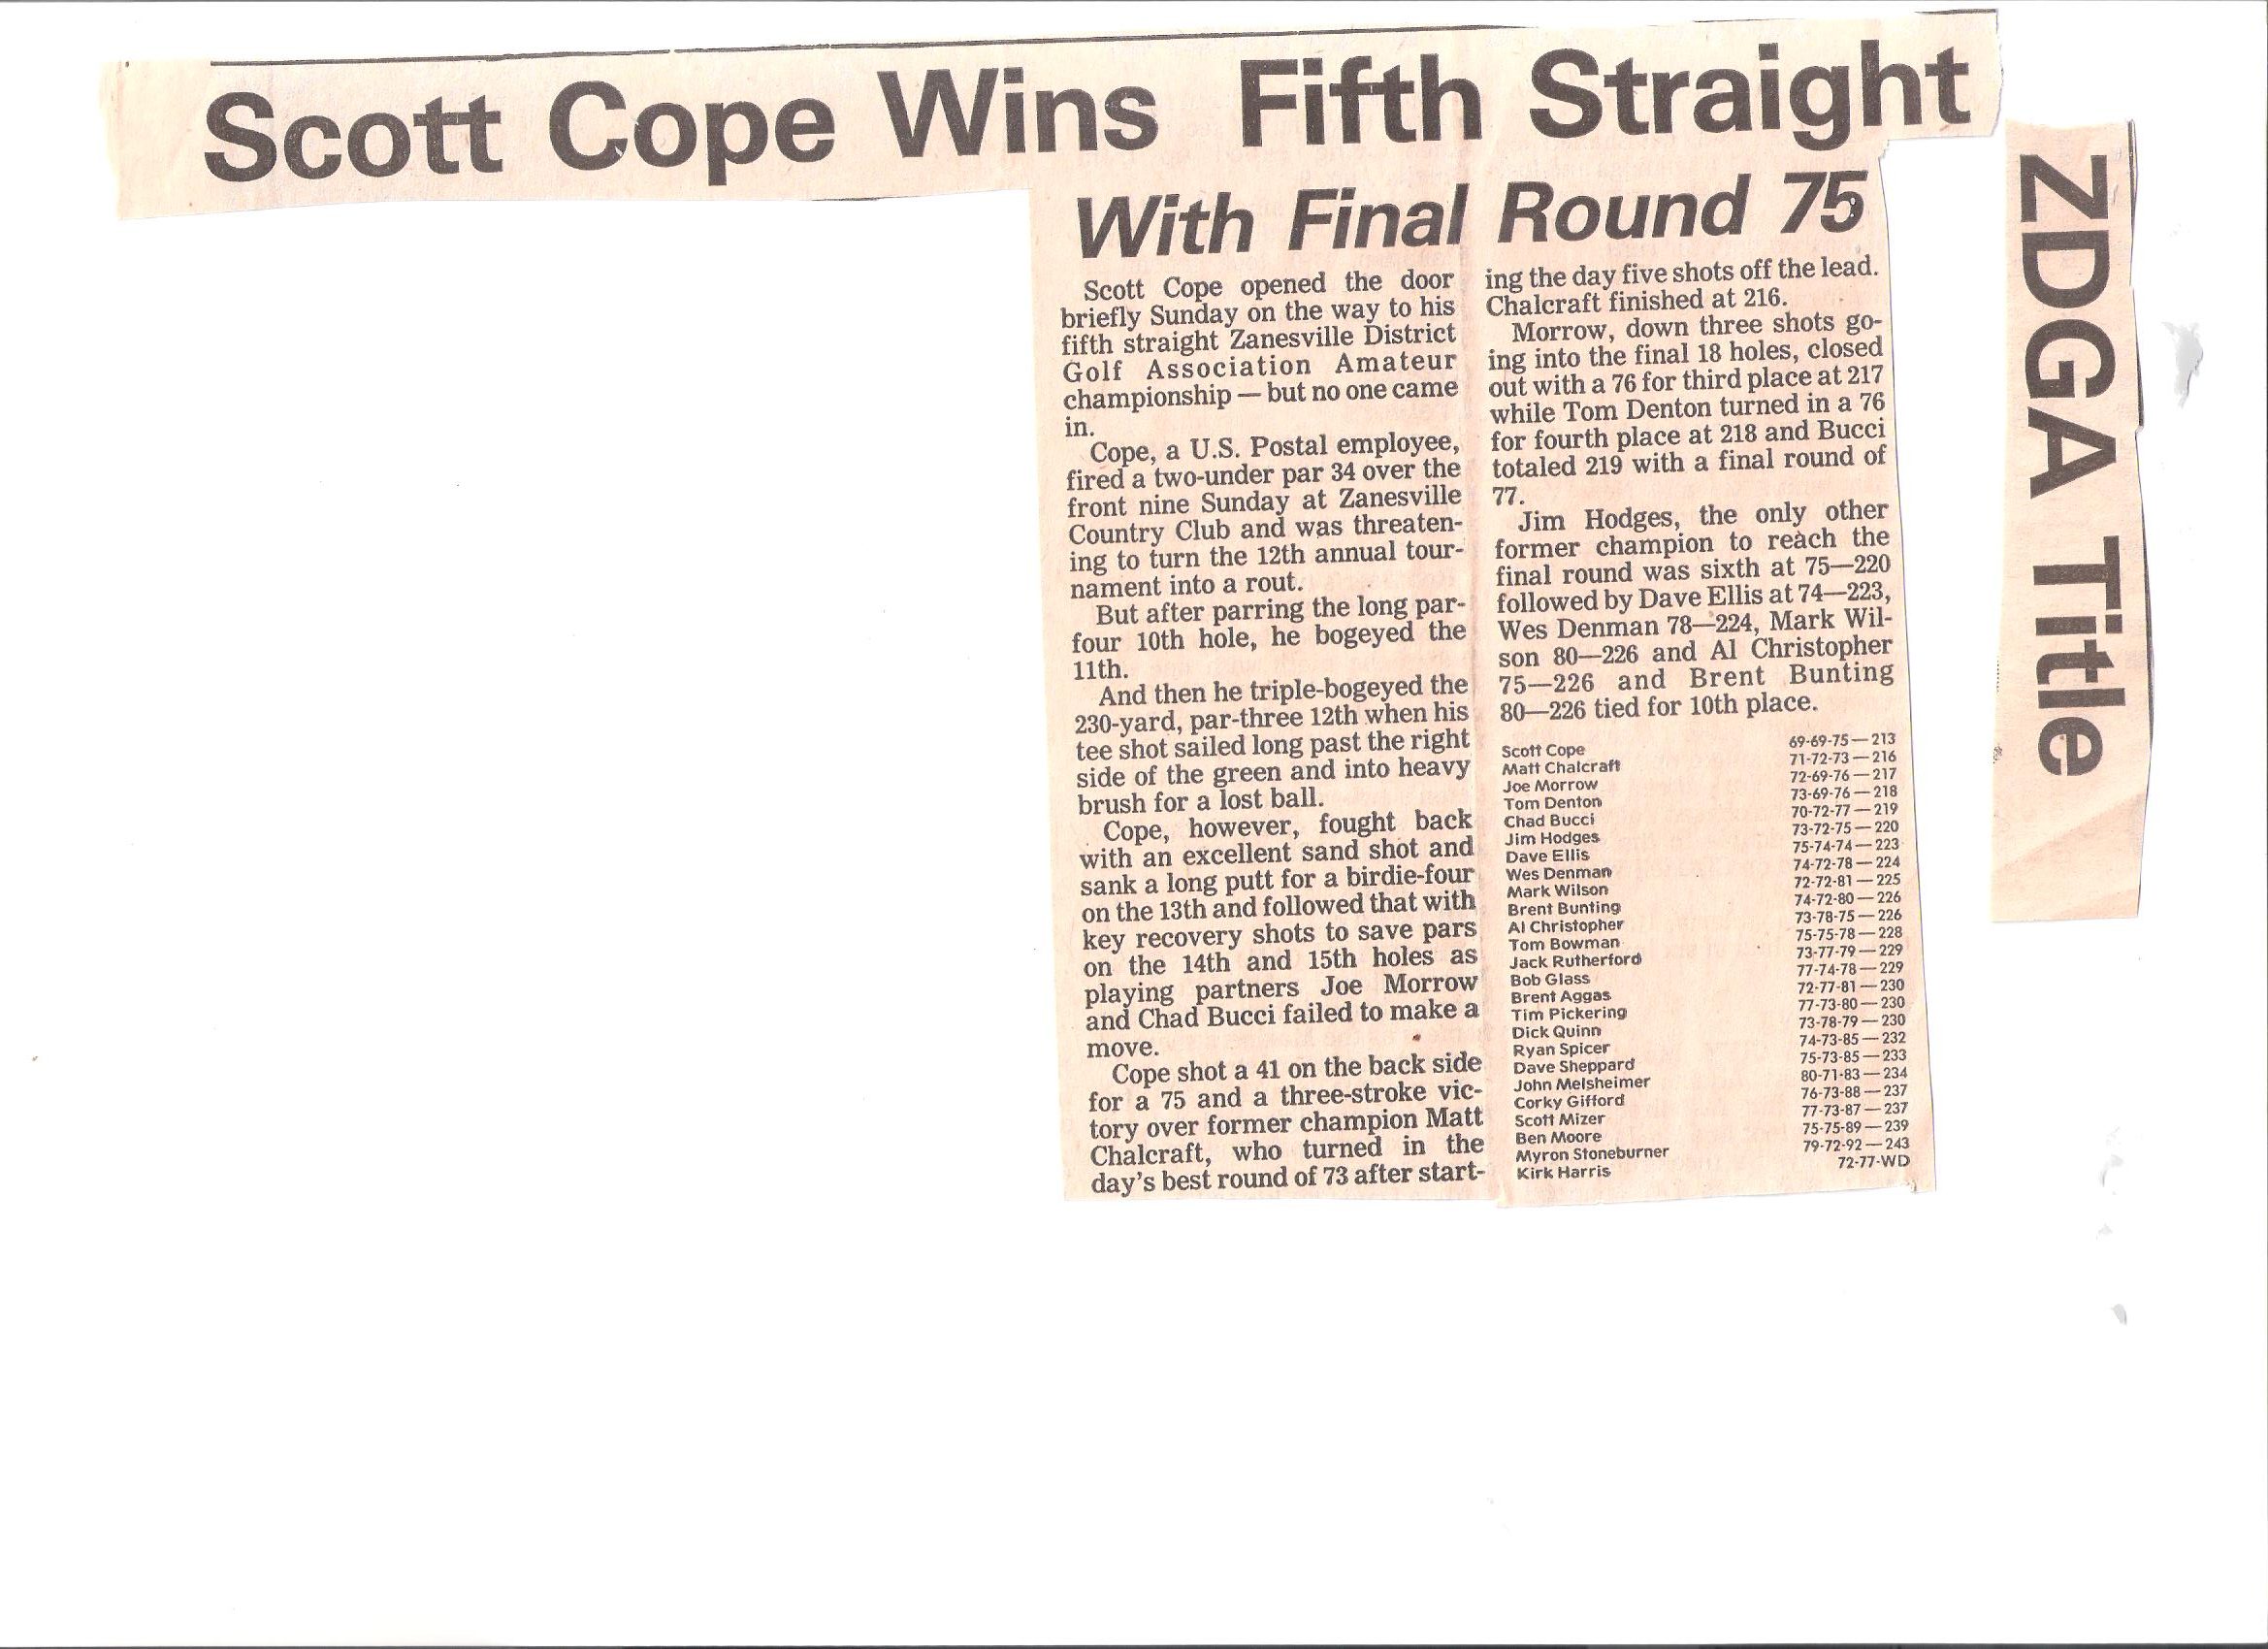 Scott Cope Wins Fifth Straight
ZDGA Title
With Final Round 75
Scott Cope opened the door
briefly Sunday on the way to his
fifth straight Zanesville District
Golf Association Amateur
championship — but no one came
in.
Cope, a U.S. Postal employee,
fired a two-under par 34 over the
front nine Sunday at Zanesville
Country Club and was threaten-
ing to turn the 12th annual tour-
nament into a rout.
But after parring the long par-
four 10th hole, he bogeyed the
11th.
And then he triple-bogeyed the
230-yard, par-three 12th when his
tee shot sailed long past the right
side of the green and into heavy
brush for a lost ball.
Cope, however, fought back
with an excellent sand shot and
sank a long putt for a birdie-four
on the 13th and followed that with
key recovery shots to save pars
on the 14th and 15th holes as
playing partners Joe Morrow
and Chad Bucci failed to make a
move.
Cope shot a 41 on the back side
for a 75 and a three-stroke vic-
tory over former champion Matt
Chalcraft, who turned in the
day's best round of 73 after start-
ing the day five shots off the lead.
Chalcraft finished at 216.
Morrow, down three shots go-
ing into the final 18 holes, closed
out with a 76 for third place at 217
while Tom Denton turned in a 76
for fourth place at 218 and Bucci
totaled 219 with a final round of
77.
Jim Hodges, the only other
former champion to reach the
final round was sixth at 75—220
followed by Dave Ellis at 74—223,
Wes Denman 78—224, Mark Wil-
son 80—226 and Al Christopher
75—226 and Brent Bunting
80—226 tied for 10th place.
Scott Cope 69-69-75—213
Matt Chalcraft 71-72-73—216
Joe Morrow 72-69-76—217
Tom Denton 73-69-76—218
Chad Bucci 70-72-77—219
Jim Hodges 73-72-75—220
Dave Ellis 75-74-74—223
Wes Denman 74-72-78—224
Mark Wilson 72-72-81—225
Brent Bunting 74-72-80—226
Al Christopher 73-78-75—226
Tom Bowman 75-75-78—228
Jack Rutherford 73-77-79—229
Bob Glass 77-74-78—229
Brent Aggas 72-77-81—230
Tim Pickering 77-73-80—230
Dick Quinn 73-78-79—230
Ryan Spicer 74-73-85—232
Dave Sheppard 75-73-85—233
John Melsheimer 80-71-83—234
Corky Gifford 76-73-88—237
Scott Mizer 77-73-87—237
Ben Moore 75-75-89—239
Myron Stoneburner 79-72-92—243
Kirk Harris 72-77-WD